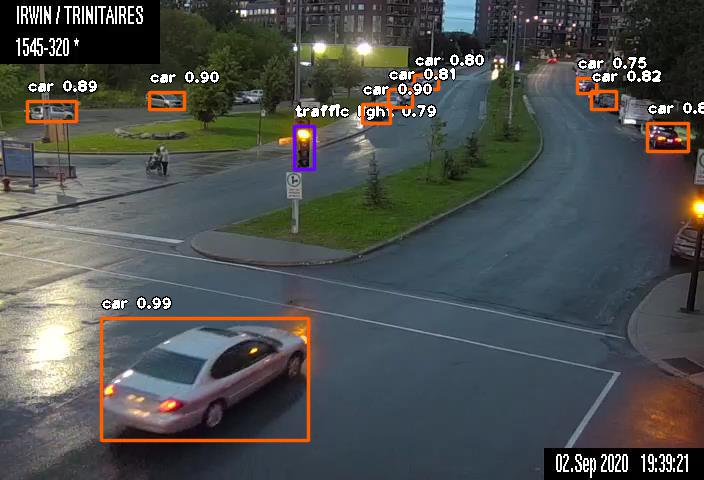 IRWIN / TRINITAIRES
1545-320 *
car 0.80
car 0.81
car 0.75
car 0.82
car 0.89
car 0.90
car 0.90
traffic light 0.79
car 0.99
02.Sep 2020 19:39:21